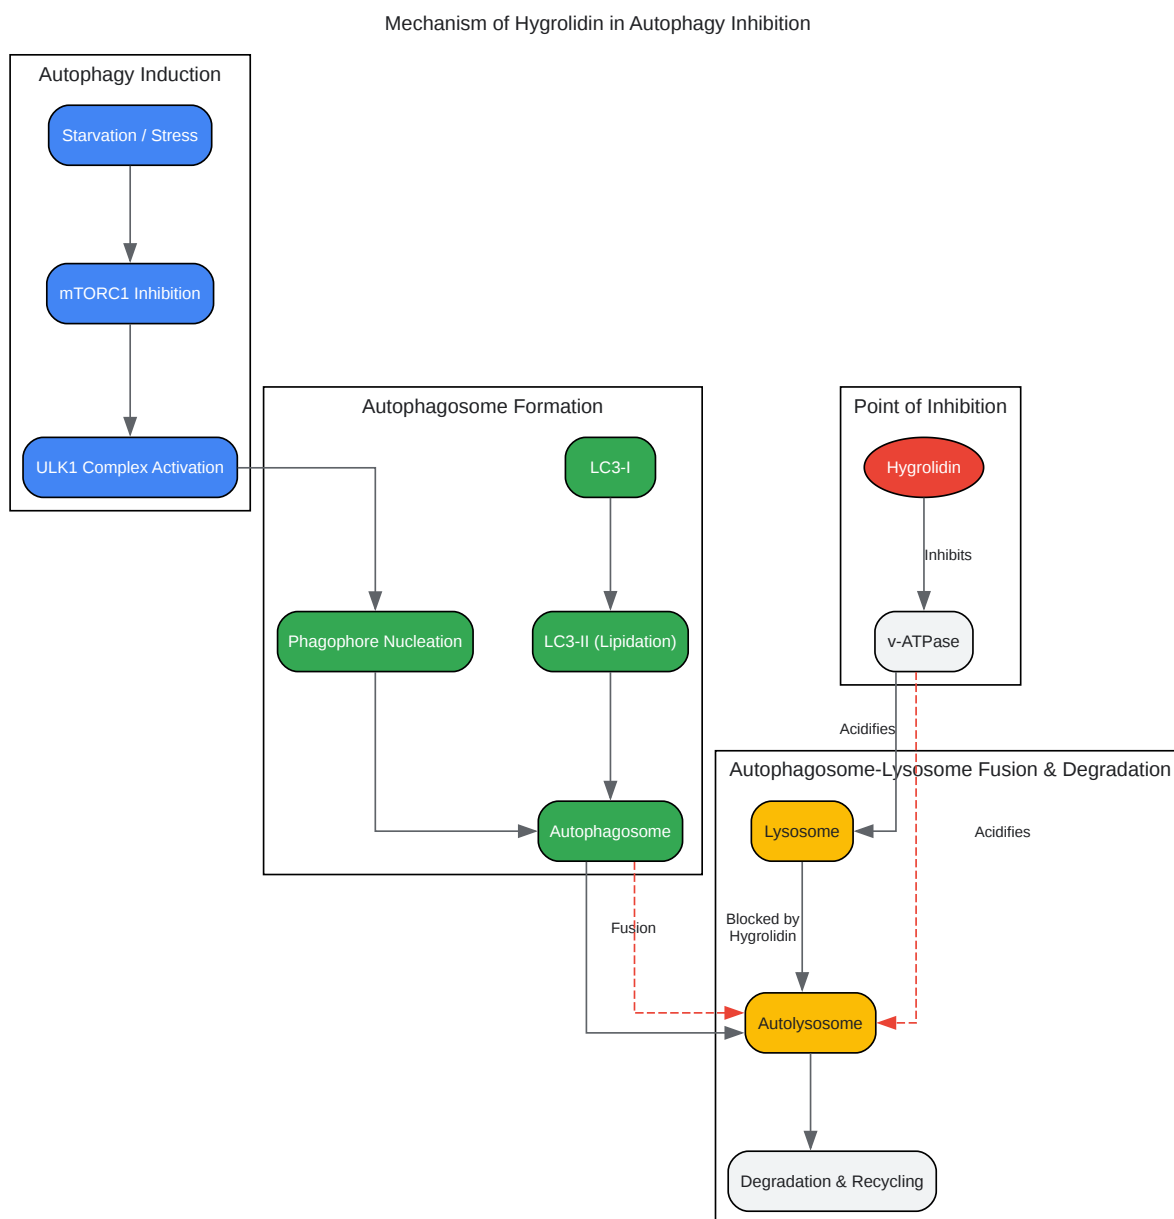 Mechanism of Hygrolidin in Autophagy Inhibition
Autophagy Induction
Starvation / Stress
mTORC1 Inhibition
ULK1 Complex Activation
Autophagosome Formation
LC3-I
Phagophore Nucleation
LC3-II (Lipidation)
Autophagosome
Fusion
Point of Inhibition
Hygrolidin
Inhibits
v-ATPase
Acidifies
Autophagosome-Lysosome Fusion & Degradation
Lysosome
Acidifies
Blocked by
Hygrolidin
Autolysosome
Degradation & Recycling